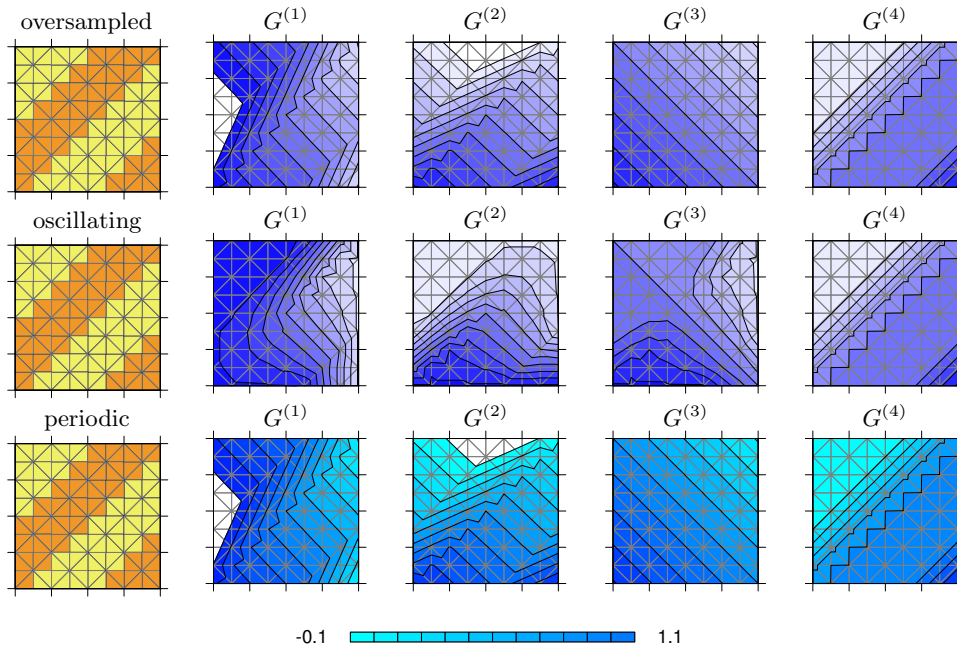 oversampled G^{(1)} G^{(2)} G^{(3)} G^{(4)}
oscillating G^{(1)} G^{(2)} G^{(3)} G^{(4)}
periodic G^{(1)} G^{(2)} G^{(3)} G^{(4)}
-0.1 1.1